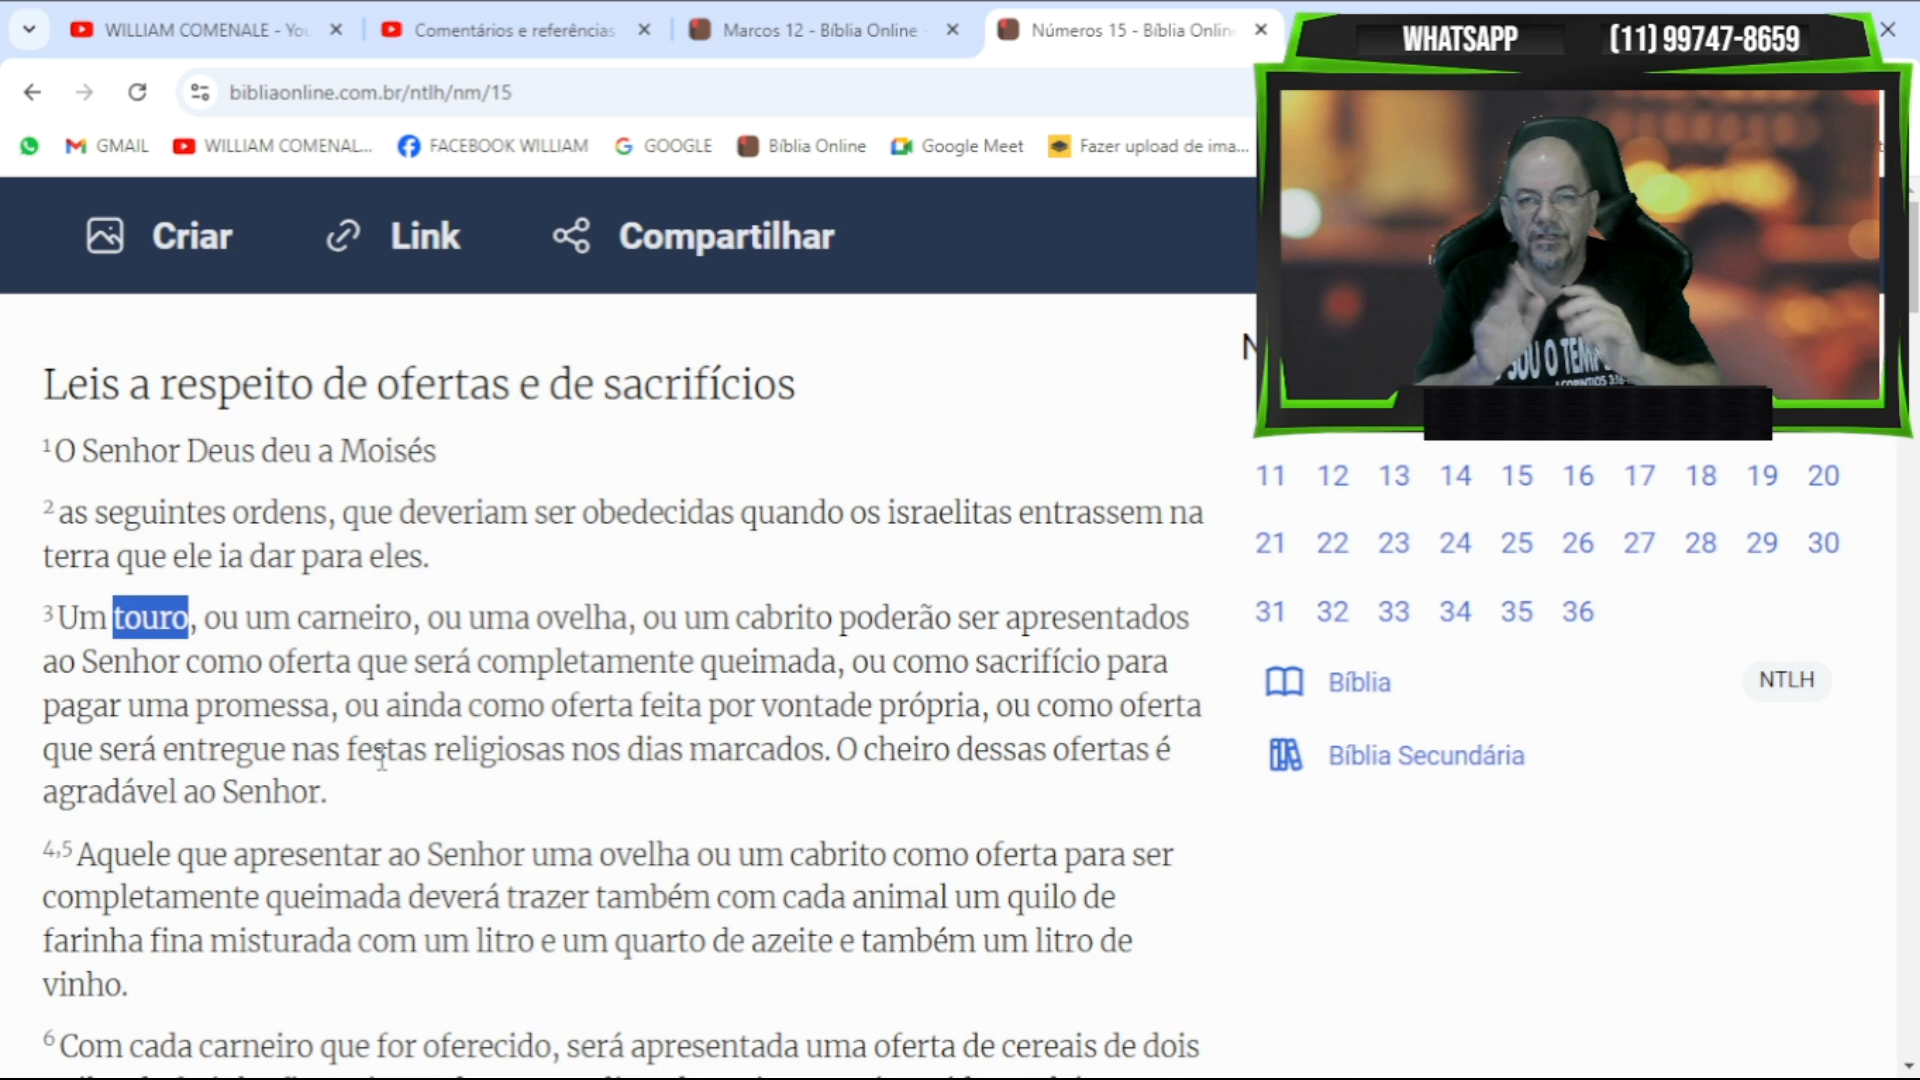 WILLIAM COMENALE - You
Comentários e referências
Marcos 12 - Bíblia Online
Números 15 - Bíblia Onlin
WHATSAPP (11) 99747-8659
bibliaonline.com.br/ntlh/nm/15
GMAIL
WILLIAM COMENAL...
FACEBOOK WILLIAM
GOOGLE
Bíblia Online
Google Meet
Fazer upload de ima...
Criar
Link
Compartilhar
Leis a respeito de ofertas e de sacrifícios
1 O Senhor Deus deu a Moisés
2 as seguintes ordens, que deveriam ser obedecidas quando os israelitas entrassem na
terra que ele ia dar para eles.
3 Um touro, ou um carneiro, ou uma ovelha, ou um cabrito poderão ser apresentados
ao Senhor como oferta que será completamente queimada, ou como sacrifício para
pagar uma promessa, ou ainda como oferta feita por vontade própria, ou como oferta
que será entregue nas festas religiosas nos dias marcados. O cheiro dessas ofertas é
agradável ao Senhor.
4,5 Aquele que apresentar ao Senhor uma ovelha ou um cabrito como oferta para ser
completamente queimada deverá trazer também com cada animal um quilo de
farinha fina misturada com um litro e um quarto de azeite e também um litro de
vinho.
6 Com cada carneiro que for oferecido, será apresentada uma oferta de cereais de dois
SOU O TEM
CORINTIOS 3:16
11 12 13 14 15 16 17 18 19 20
21 22 23 24 25 26 27 28 29 30
31 32 33 34 35 36
Bíblia
NTLH
Bíblia Secundária